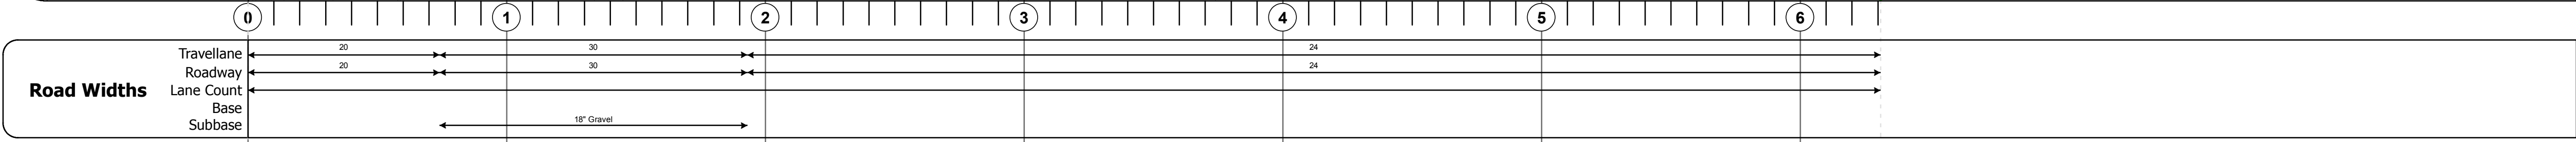 0 1 2 3 4 5 6
Road Widths
Travellane 20 30 24
Roadway 20 30 24
Lane Count
Base
Subbase 18" Gravel